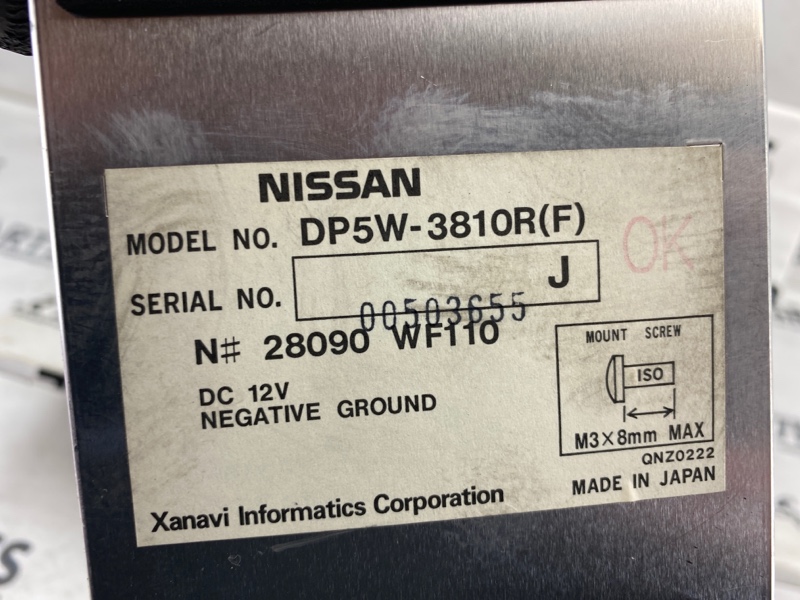 NISSAN
MODEL NO. DP5W-3810R(F)
OK
SERIAL NO. J
00503655
N# 28090 WF110
DC 12V
NEGATIVE GROUND
MOUNT SCREW
ISO
M3×8mm MAX
QNZ0222
MADE IN JAPAN
Xanavi Informatics Corporation